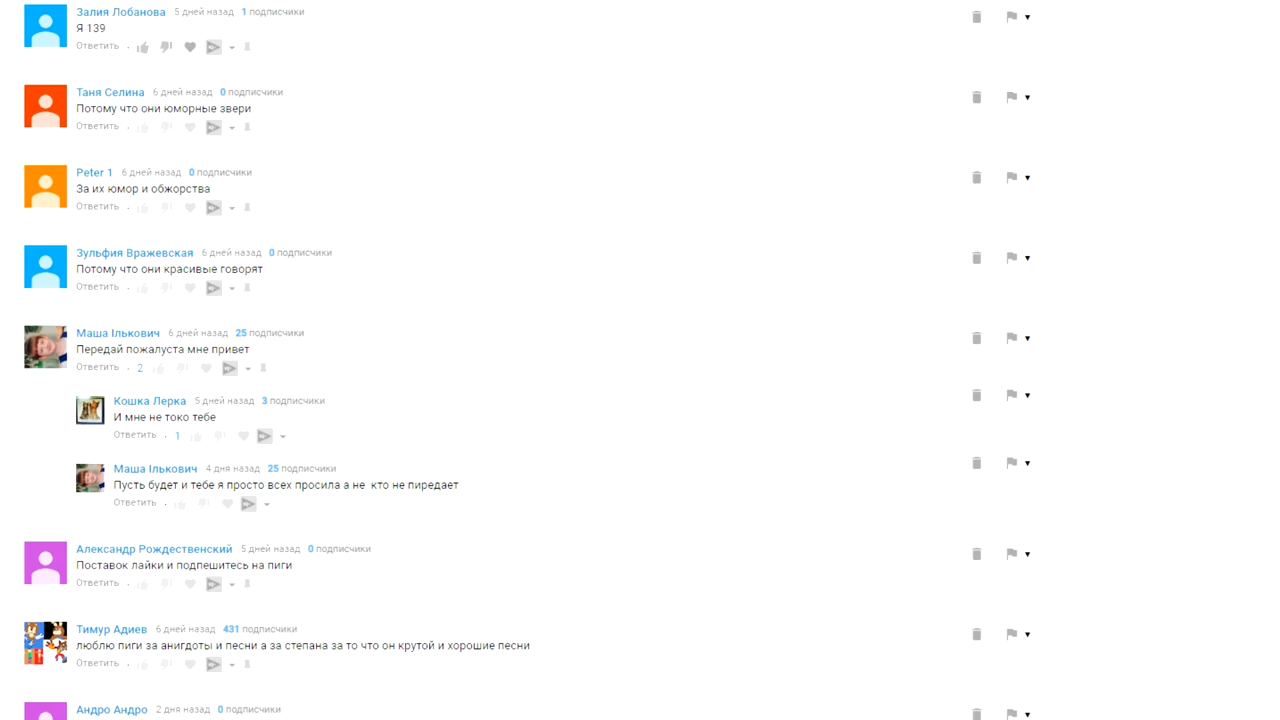 Залия Лобанова 5 дней назад 1 подписчики
Я 139
Ответить
Таня Селина 6 дней назад 0 подписчики
Потому что они юморные звери
Ответить
Peter 1 6 дней назад 0 подписчики
За их юмор и обжорства
Ответить
Зульфия Вражевская 6 дней назад 0 подписчики
Потому что они красивые говорят
Ответить
Маша Ількович 6 дней назад 25 подписчики
Передай пожалуста мне привет
Ответить 2
Кошка Лерка 5 дней назад 3 подписчики
И мне не токо тебе
Ответить 1
Маша Ількович 4 дня назад 25 подписчики
Пусть будет и тебе я просто всех просила а не кто не пиредает
Ответить
Александр Рождественский 5 дней назад 0 подписчики
Поставок лайки и подпешитесь на пиги
Ответить
Тимур Адиев 6 дней назад 431 подписчики
люблю пиги за анигдоты и песни а за степана за то что он крутой и хорошие песни
Ответить
Андро Андро 2 дня назад 0 подписчики